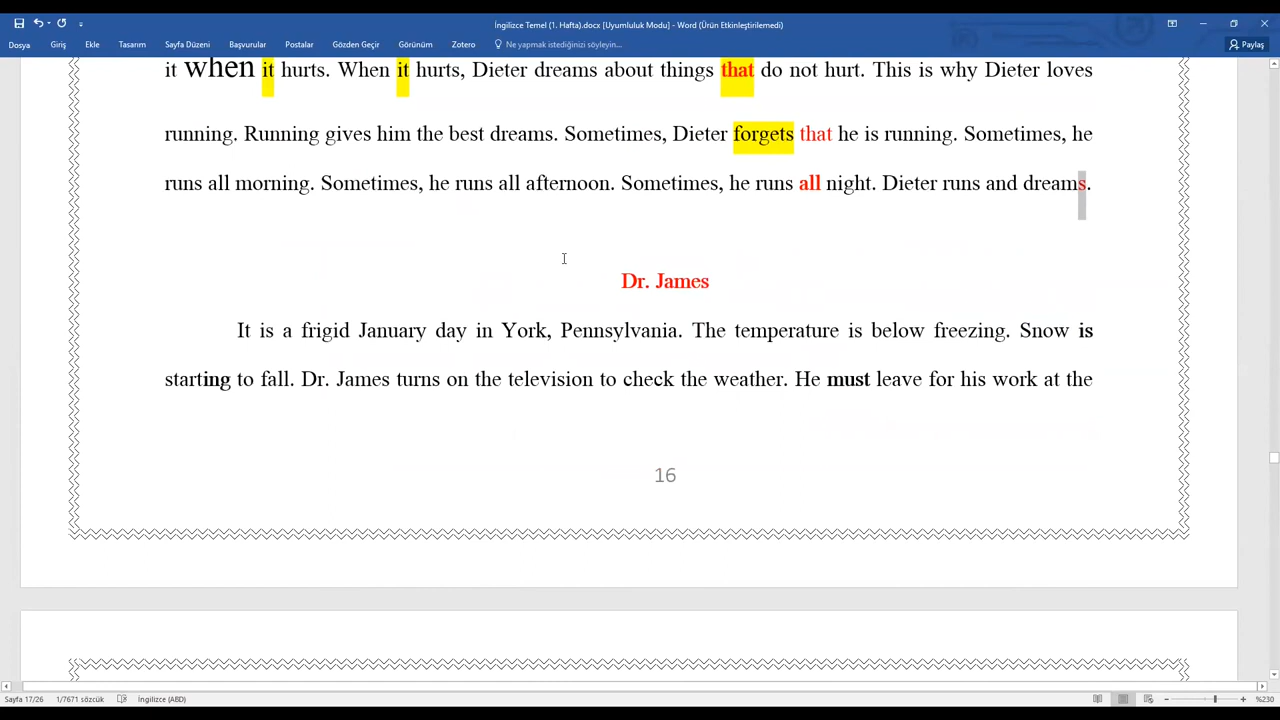 İngilizce Temel (1. Hafta).docx [Uyumluluk Modu] - Word (Ürün Etkinleştirilemedi)
Dosya Giriş Ekle Tasarım Sayfa Düzeni Başvurular Postalar Gözden Geçir Görünüm Zotero Ne yapmak istediğinizi söyleyin... Paylaş
it when it hurts. When it hurts, Dieter dreams about things that do not hurt. This is why Dieter loves
running. Running gives him the best dreams. Sometimes, Dieter forgets that he is running. Sometimes, he
runs all morning. Sometimes, he runs all afternoon. Sometimes, he runs all night. Dieter runs and dreams.
Dr. James
It is a frigid January day in York, Pennsylvania. The temperature is below freezing. Snow is
starting to fall. Dr. James turns on the television to check the weather. He must leave for his work at the
16
Sayfa 17/26 1/7671 sözcük İngilizce (ABD) %230